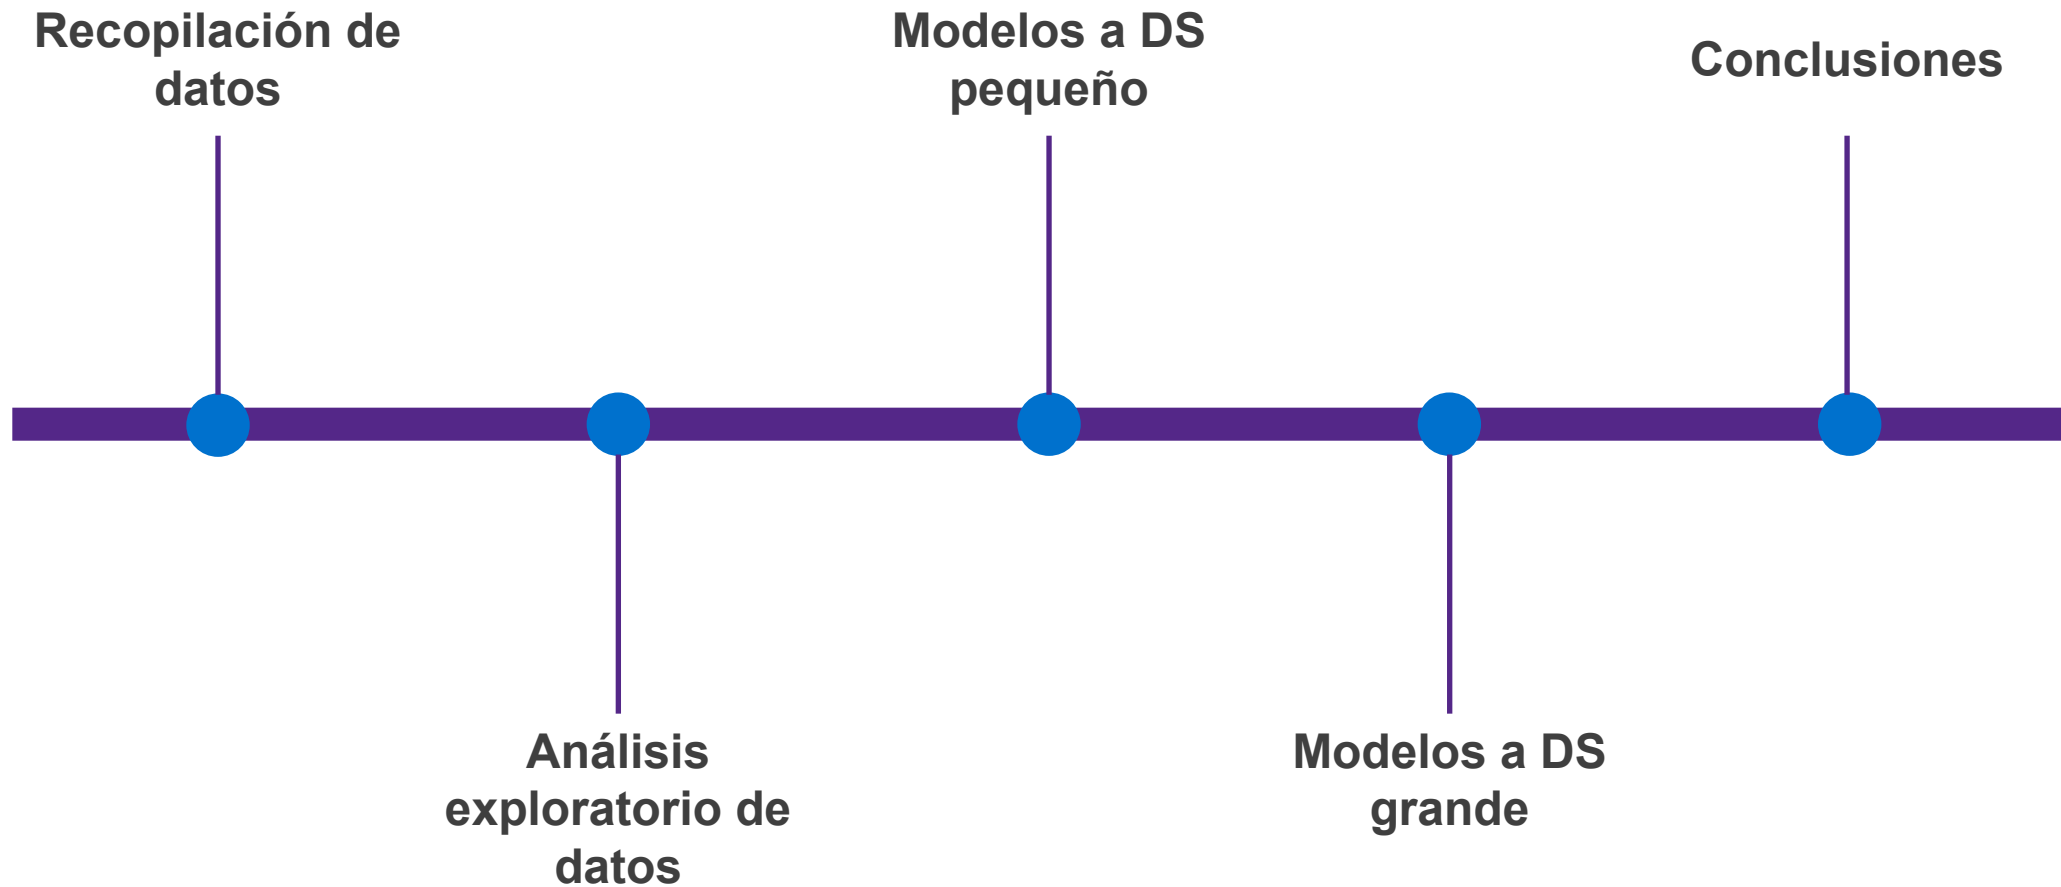 Recopilación de
datos
Modelos a DS
pequeño
Conclusiones
Análisis
exploratorio de
datos
Modelos a DS
grande